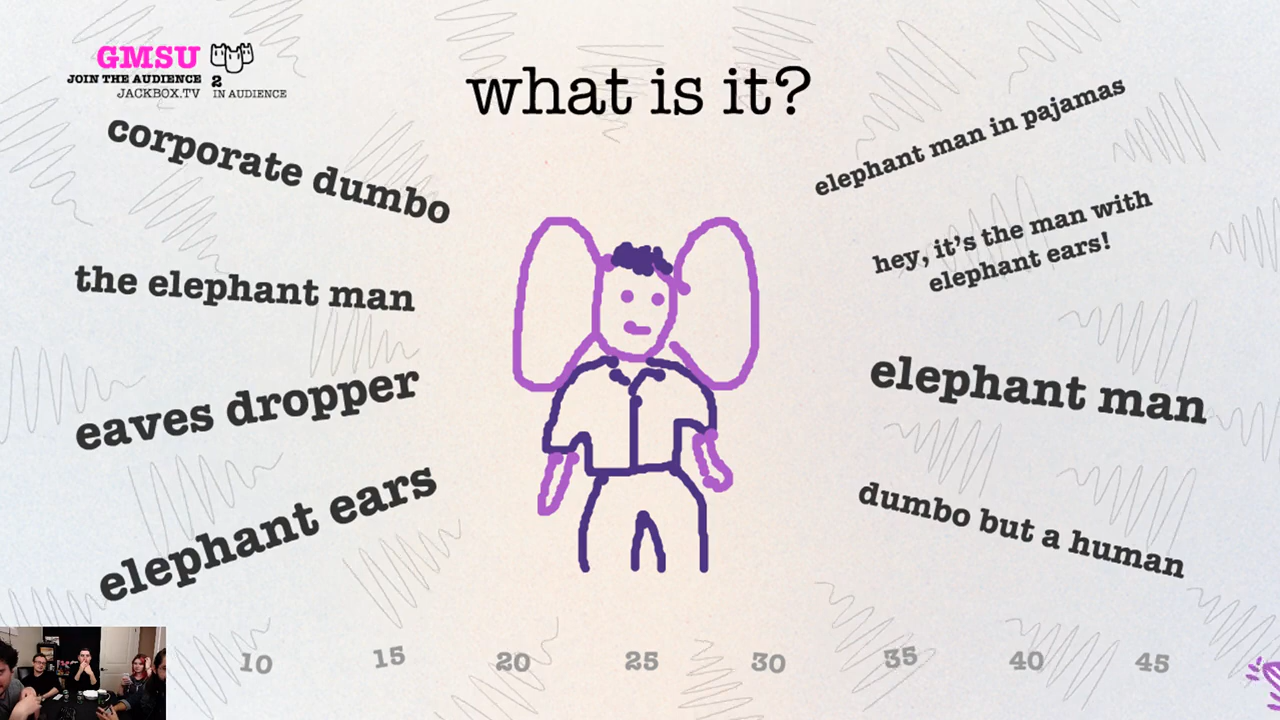 GMSU
JOIN THE AUDIENCE
JACKBOX.TV
2
IN AUDIENCE
what is it?
corporate dumbo
the elephant man
eaves dropper
elephant ears
elephant man in pajamas
hey, it's the man with
elephant ears!
elephant man
dumbo but a human
10 15 20 25 30 35 40 45